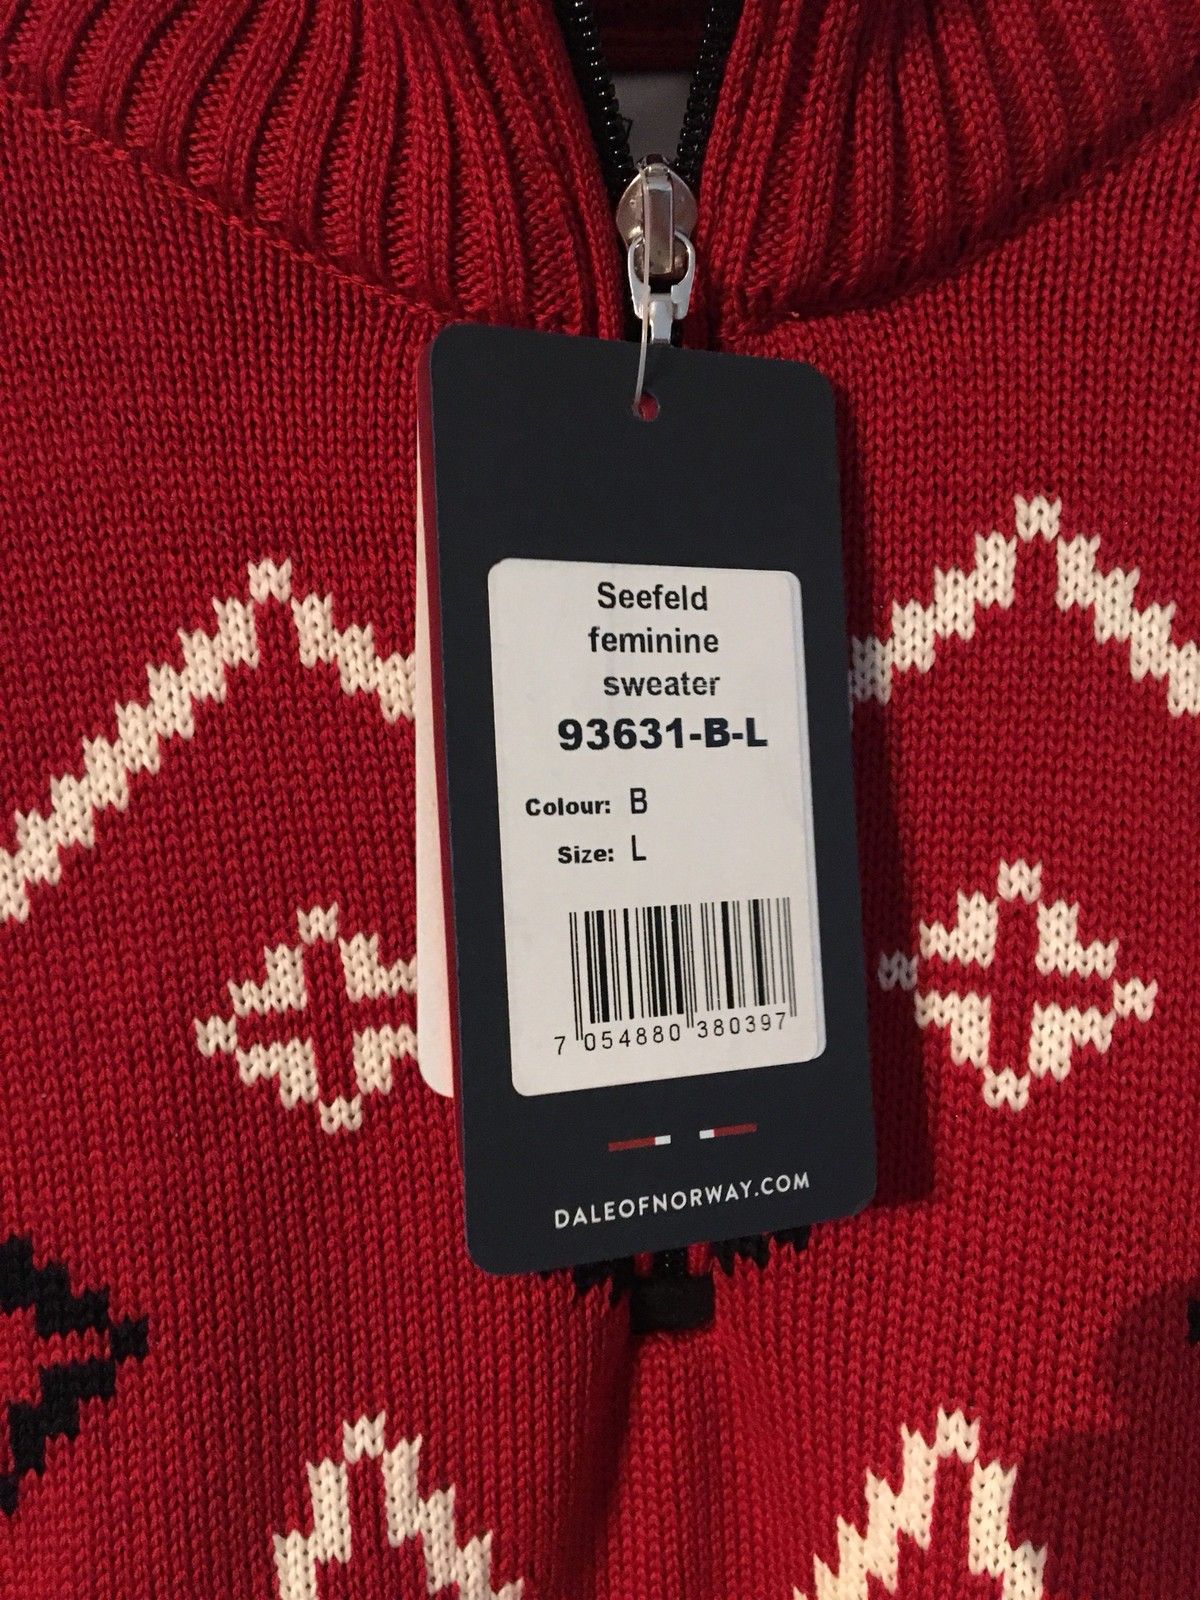 Seefeld
feminine
sweater
93631-B-L
Colour: B
Size: L
7 054880 380397
DALEOFNORWAY.COM